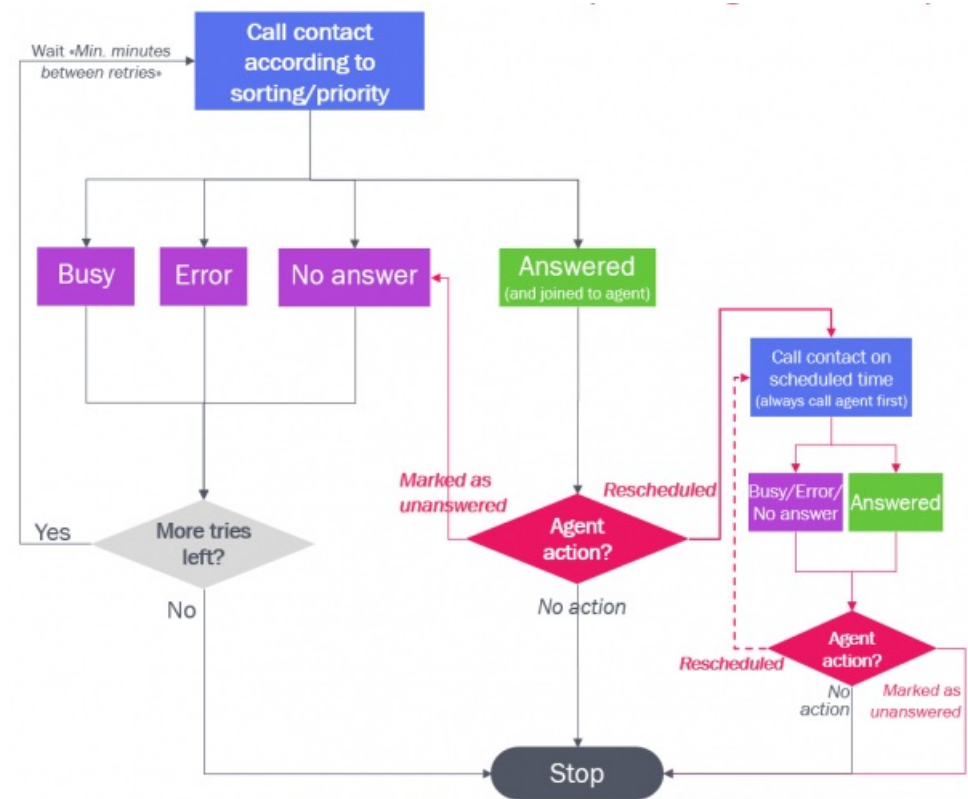 Call contact
according to
sorting/priority
Wait «Min. minutes
between retries»
Busy
Error
No answer
Answered
(and joined to agent)
Call contact on
scheduled time
(always call agent first)
Busy/Error/
No answer
Answered
Marked as
unanswered
Rescheduled
More tries
left?
Yes
No
Agent
action?
No action
Agent
action?
Rescheduled
No
action
Marked as
unanswered
Stop